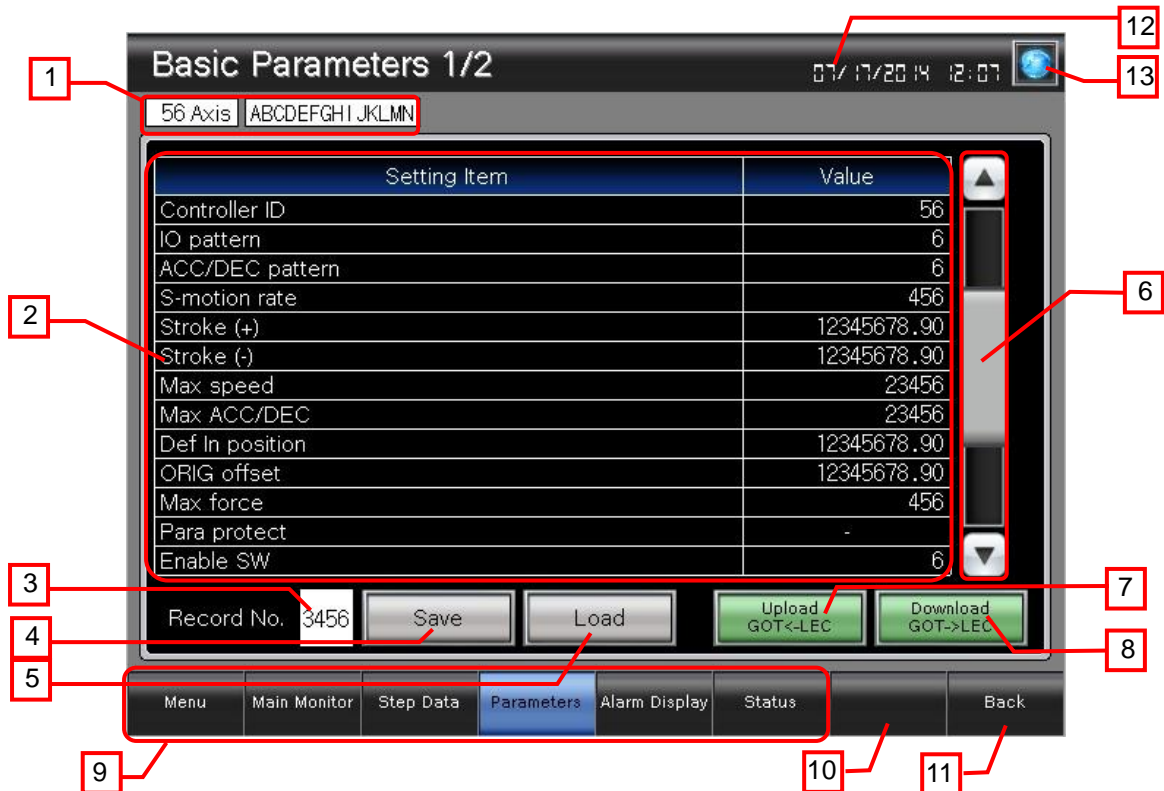 12
Basic Parameters 1/2
07/17/2014 12:07
1
13
56 Axis ABCDEFGHIJKLMN
Setting Item Value
Controller ID 56
IO pattern 6
ACC/DEC pattern 6
S-motion rate 456
6
2
Stroke (+) 12345678.90
Stroke (-) 12345678.90
Max speed 23456
Max ACC/DEC 23456
Def In position 12345678.90
ORIG offset 12345678.90
Max force 456
Para protect -
Enable SW 6
3
7
Record No. 3456 Save Load
Upload
GOT<-LEC
Download
GOT->LEC
4
8
5
Menu Main Monitor Step Data Parameters Alarm Display Status Back
9
10
11